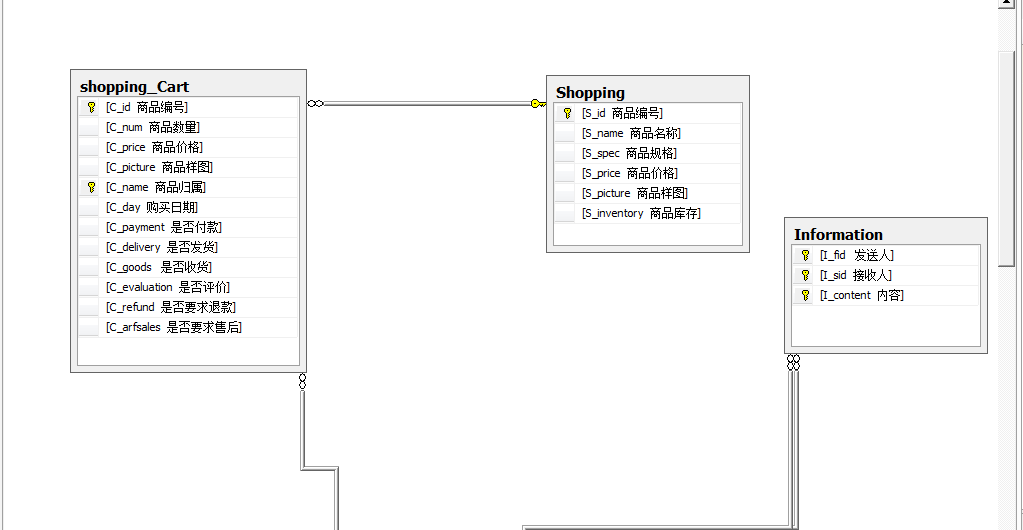 shopping_Cart
[C_id 商品编号]
[C_num 商品数量]
[C_price 商品价格]
[C_picture 商品样图]
[C_name 商品归属]
[C_day 购买日期]
[C_payment 是否付款]
[C_delivery 是否发货]
[C_goods 是否收货]
[C_evaluation 是否评价]
[C_refund 是否要求退款]
[C_arfsales 是否要求售后]
Shopping
[S_id 商品编号]
[S_name 商品名称]
[S_spec 商品规格]
[S_price 商品价格]
[S_picture 商品样图]
[S_inventory 商品库存]
Information
[I_fid 发送人]
[I_sid 接收人]
[I_content 内容]